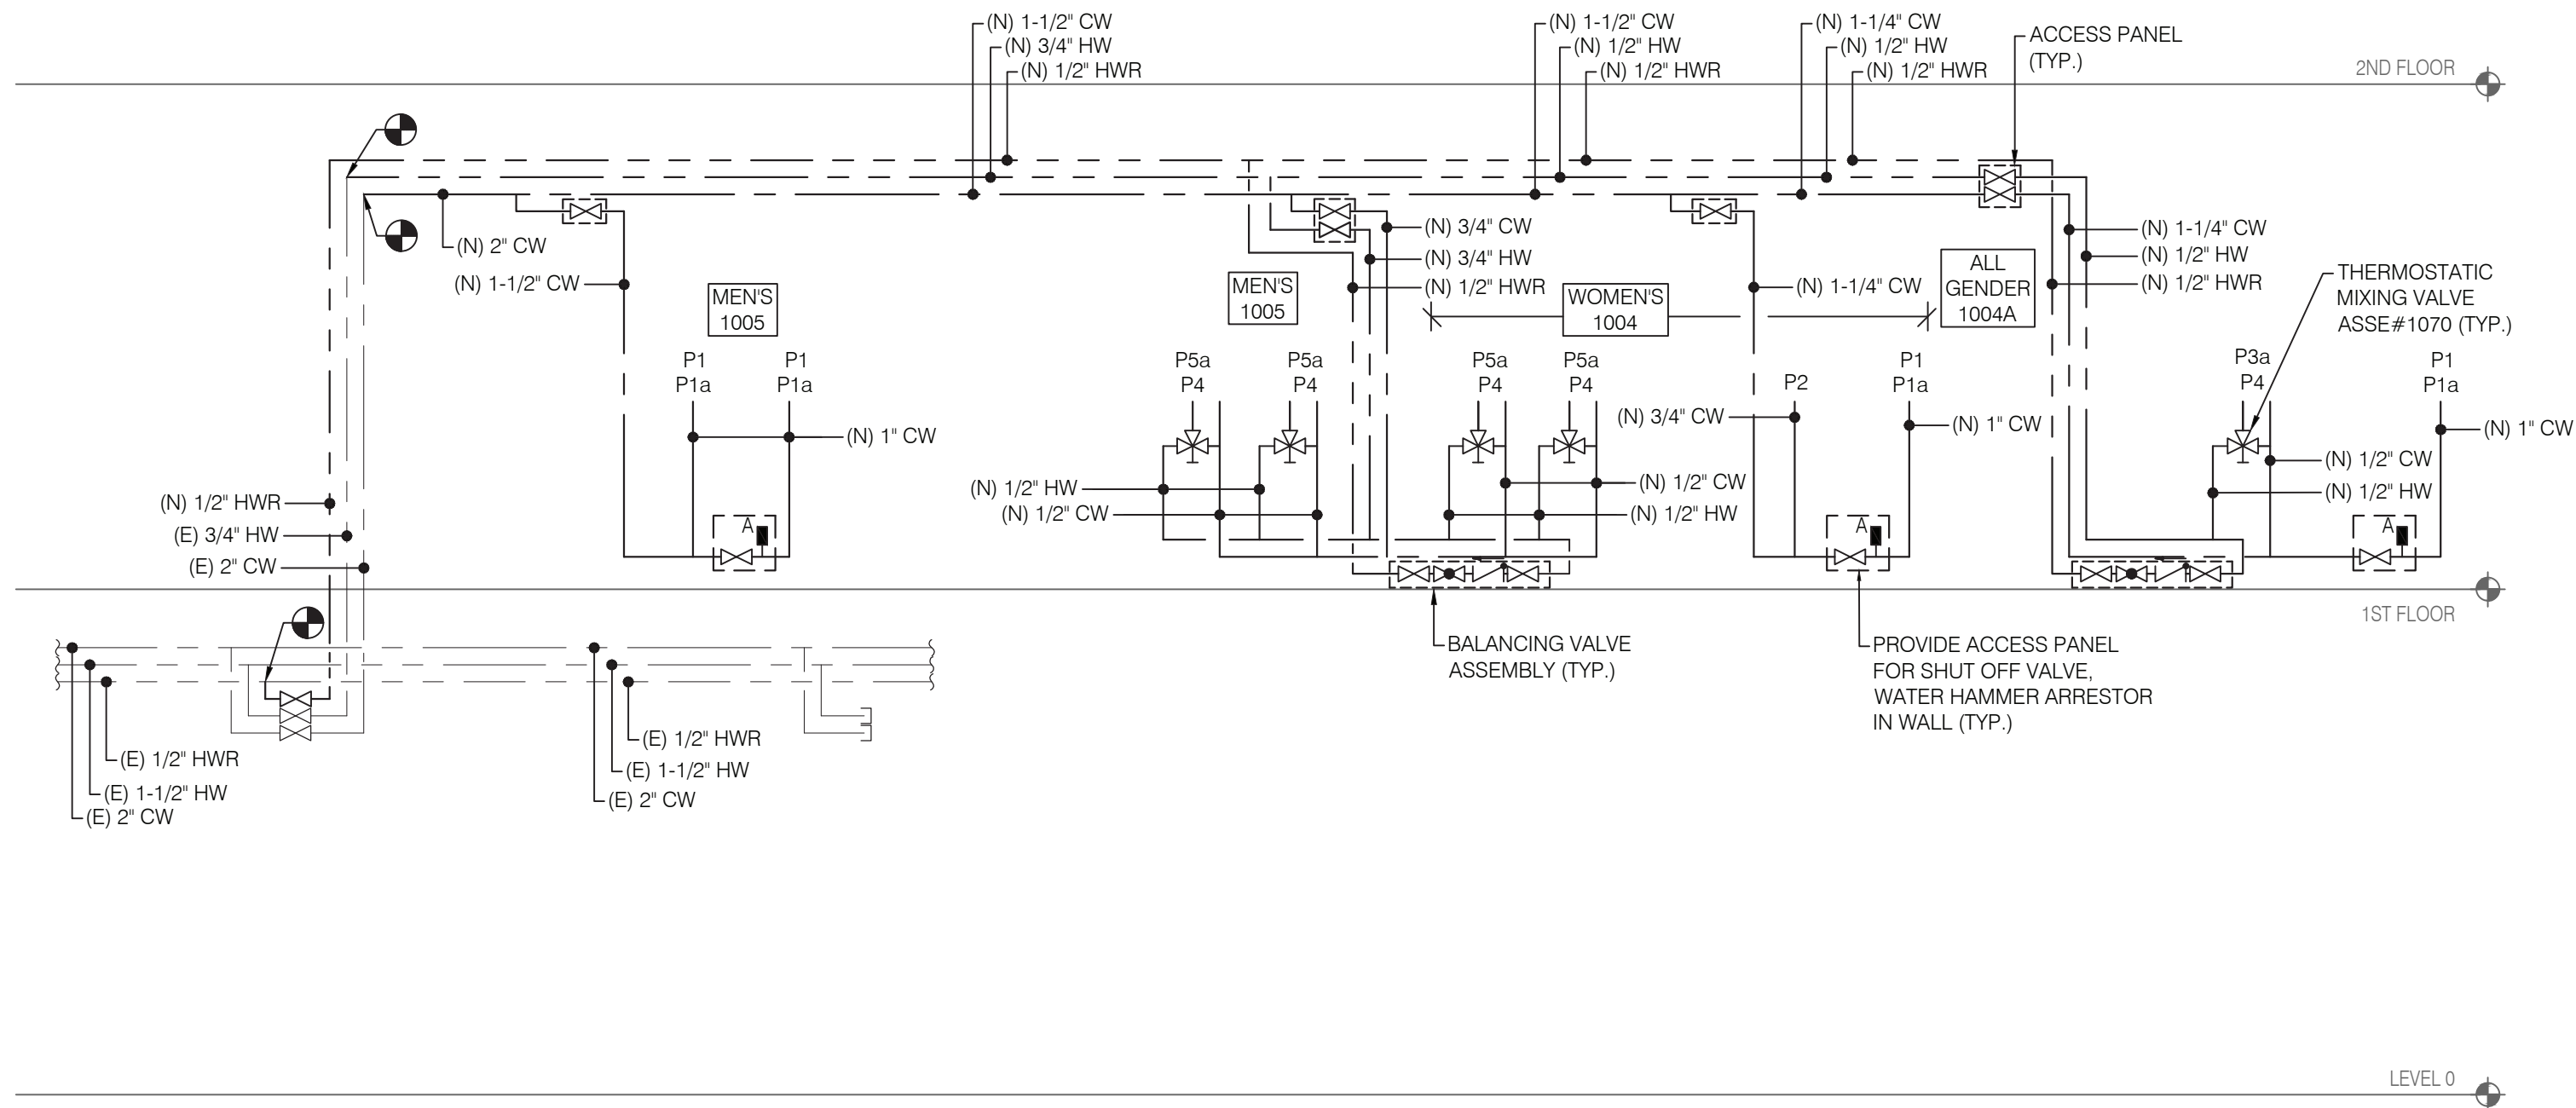 (N) 1-1/2" CW
(N) 3/4" HW
(N) 1/2" HWR
(N) 1-1/2" CW
(N) 1/2" HW
(N) 1/2" HWR
(N) 1-1/4" CW
(N) 1/2" HW
(N) 1/2" HWR
ACCESS PANEL
(TYP.)
2ND FLOOR
(N) 2" CW
(N) 1-1/2" CW
MEN'S
1005
MEN'S
1005
(N) 3/4" CW
(N) 3/4" HW
(N) 1/2" HWR
WOMEN'S
1004
(N) 1-1/4" CW
ALL
GENDER
1004A
(N) 1-1/4" CW
(N) 1/2" HW
(N) 1/2" HWR
THERMOSTATIC
MIXING VALVE
ASSE#1070 (TYP.)
P1
P1a
P1
P1a
(N) 1" CW
P5a
P4
P5a
P4
P5a
P4
P5a
P4
P2
(N) 3/4" CW
P1
P1a
(N) 1" CW
P3a
P4
P1
P1a
(N) 1" CW
(N) 1/2" HW
(N) 1/2" CW
(N) 1/2" CW
(N) 1/2" HW
(N) 1/2" CW
(N) 1/2" HW
(N) 1/2" HWR
(E) 3/4" HW
(E) 2" CW
A
A
A
1ST FLOOR
BALANCING VALVE
ASSEMBLY (TYP.)
PROVIDE ACCESS PANEL
FOR SHUT OFF VALVE,
WATER HAMMER ARRESTOR
IN WALL (TYP.)
(E) 1/2" HWR
(E) 1-1/2" HW
(E) 2" CW
(E) 1/2" HWR
(E) 1-1/2" HW
(E) 2" CW
LEVEL 0